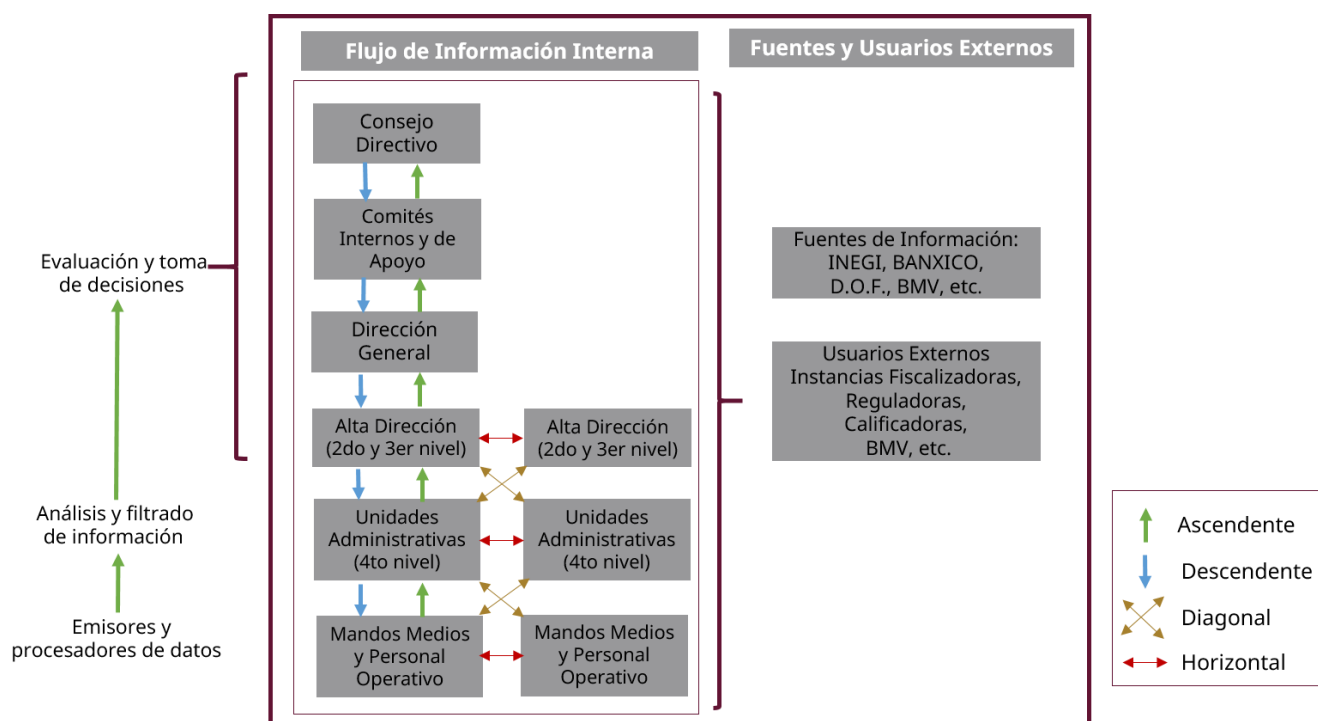 Flujo de Información Interna
Fuentes y Usuarios Externos
Evaluación y toma
de decisiones
Análisis y filtrado
de información
Emisores y
procesadores de datos
Consejo
Directivo
Comités
Internos y de
Apoyo
Dirección
General
Alta Dirección
(2do y 3er nivel)
Alta Dirección
(2do y 3er nivel)
Unidades
Administrativas
(4to nivel)
Unidades
Administrativas
(4to nivel)
Mandos Medios
y Personal
Operativo
Mandos Medios
y Personal
Operativo
Fuentes de Información:
INEGI, BANXICO,
D.O.F., BMV, etc.
Usuarios Externos
Instancias Fiscalizadoras,
Reguladoras,
Calificadoras,
BMV, etc.
Ascendente
Descendente
Diagonal
Horizontal